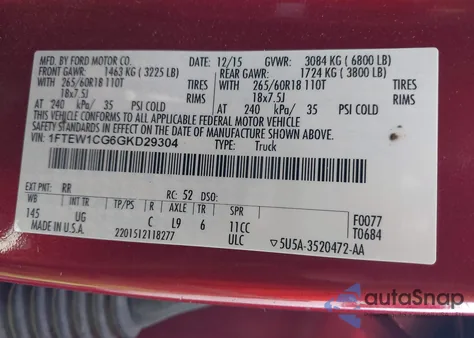 MFD. BY FORD MOTOR CO. 12/15 GVWR: 3084 KG ( 6800 LB)
FRONT GAWR: 1463 KG ( 3225 LB) REAR GAWR: 1724 KG ( 3800 LB)
WITH 265/60R18 110T TIRES WITH 265/60R18 110T TIRES
18x7.5J RIMS 18x7.5J RIMS
AT 240 kPa/ 35 PSI COLD AT 240 kPa/ 35 PSI COLD
THIS VEHICLE CONFORMS TO ALL APPLICABLE FEDERAL MOTOR VEHICLE
SAFETY STANDARDS IN EFFECT ON THE DATE OF MANUFACTURE SHOWN ABOVE.
VIN: 1FTEW1CG6GKD29304 TYPE: Truck
EXT PNT: RR RC: 52 DSO:
WB INT TR TP/PS R AXLE TR SPR F0077
145 UG C L9 6 11CC T0684
2201512118277 ULC ▽5U5A-3520472-AA
autoSnap